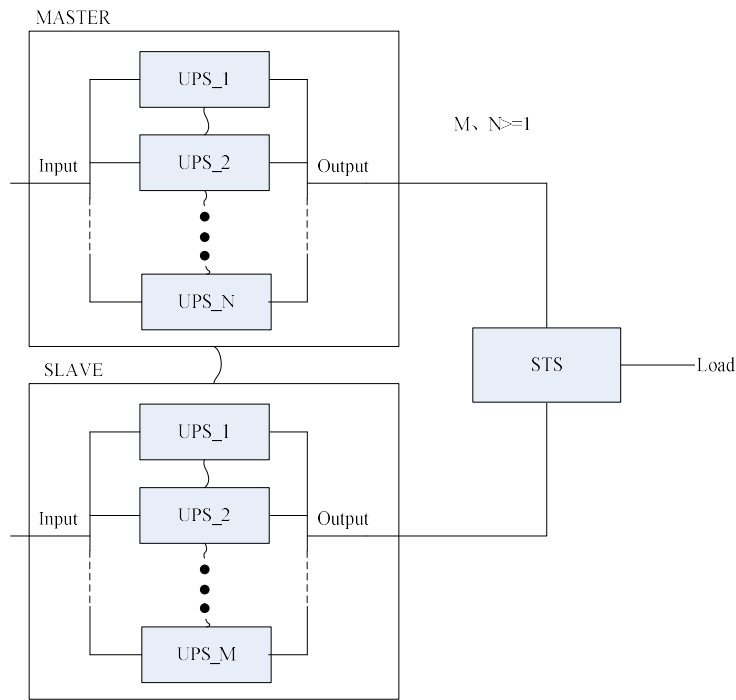 MASTER
UPS_1
M、N>=1
Input
UPS_2
Output
UPS_N
STS
Load
SLAVE
UPS_1
Input
UPS_2
Output
UPS_M